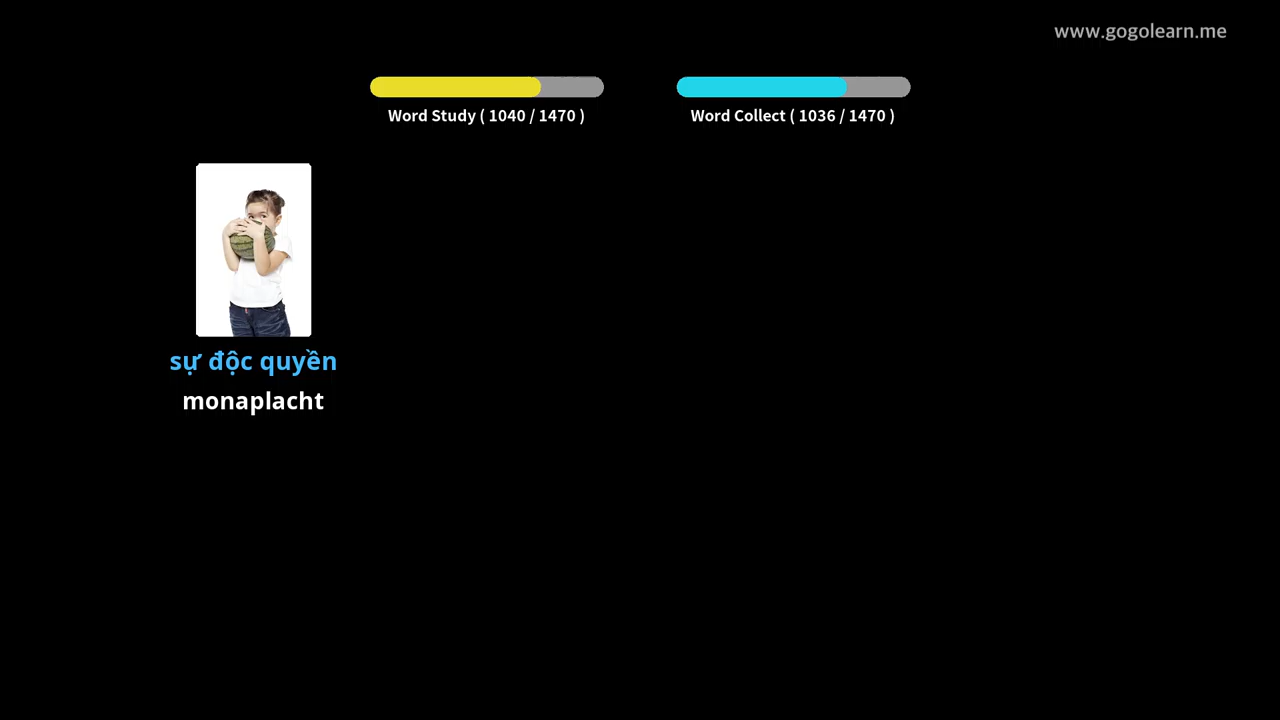 www.gogolearn.me
Word Study ( 1040 / 1470 )
Word Collect ( 1036 / 1470 )
sự độc quyền
monaplacht